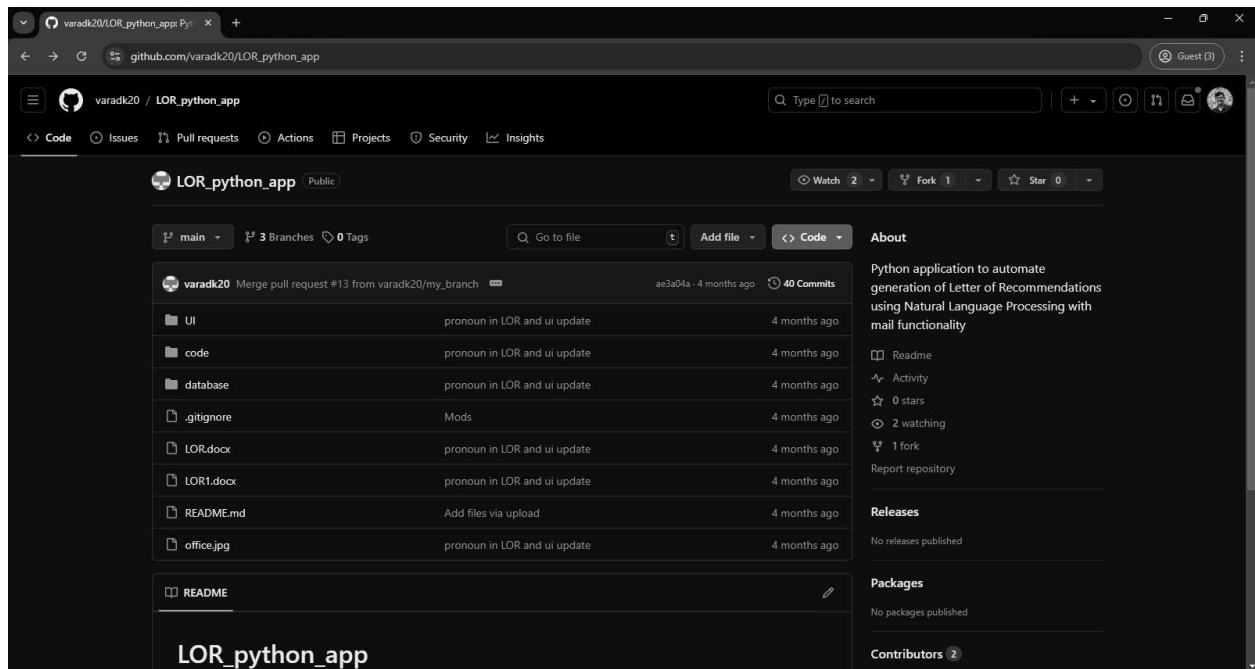 varadk20/LOR_python_app: Pyt
github.com/varadk20/LOR_python_app
Guest (3)
varadk20 / LOR_python_app
Type / to search
Code Issues Pull requests Actions Projects Security Insights
LOR_python_app Public
Watch 2 Fork 1 Star 0
main 3 Branches 0 Tags
Go to file t Add file Code
varadk20 Merge pull request #13 from varadk20/my_branch ae3a04a · 4 months ago 40 Commits
UI pronoun in LOR and ui update 4 months ago
code pronoun in LOR and ui update 4 months ago
database pronoun in LOR and ui update 4 months ago
.gitignore Mods 4 months ago
LOR.docx pronoun in LOR and ui update 4 months ago
LOR1.docx pronoun in LOR and ui update 4 months ago
README.md Add files via upload 4 months ago
office.jpg pronoun in LOR and ui update 4 months ago
README
LOR_python_app
About
Python application to automate
generation of Letter of Recommendations
using Natural Language Processing with
mail functionality
Readme
Activity
0 stars
2 watching
1 fork
Report repository
Releases
No releases published
Packages
No packages published
Contributors 2